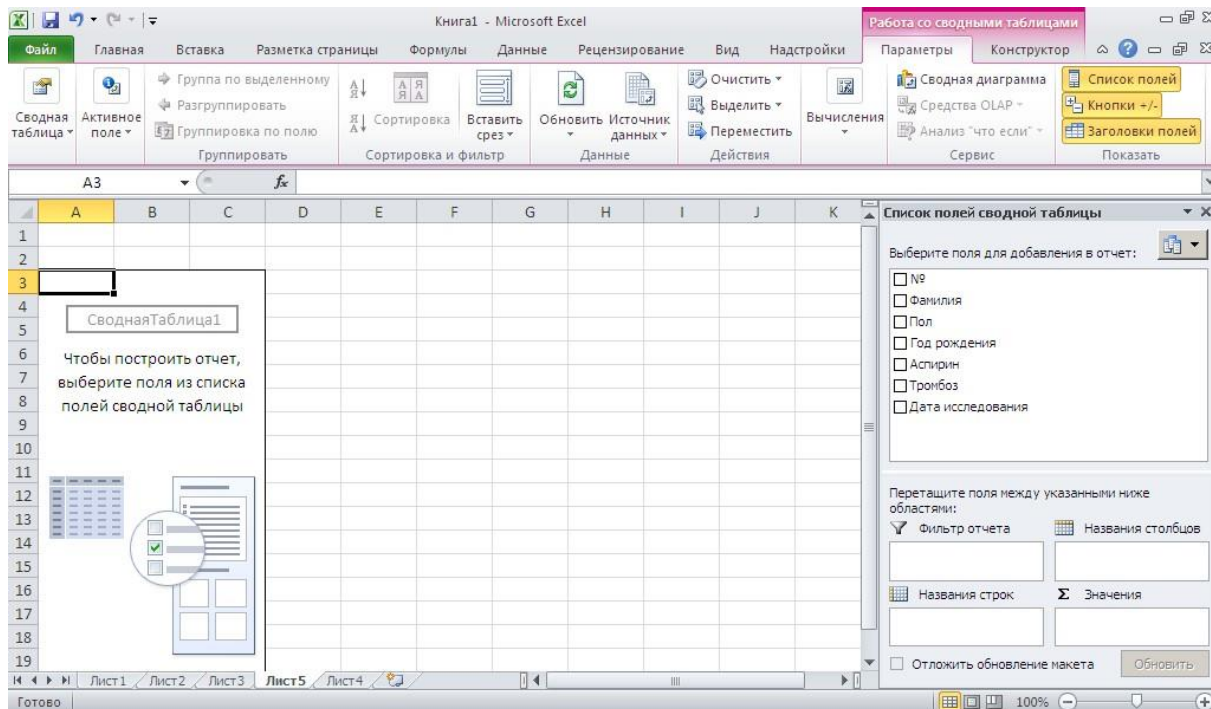 Книга1 - Microsoft Excel
Работа со сводными таблицами
Файл Главная Вставка Разметка страницы Формулы Данные Рецензирование Вид Надстройки Параметры Конструктор
Сводная таблица
Активное поле
Группа по выделенному
Разгруппировать
Группировка по полю
Группировать
Сортировка
Вставить срез
Сортировка и фильтр
Обновить
Источник данных
Данные
Очистить
Выделить
Переместить
Действия
Вычисления
Сводная диаграмма
Средства OLAP
Анализ "что если"
Сервис
Список полей
Кнопки +/-
Заголовки полей
Показать
A3 fx
A B C D E F G H I J K
1
2
3
4
5
6
7
8
9
10
11
12
13
14
15
16
17
18
19
СводнаяТаблица1
Чтобы построить отчет,
выберите поля из списка
полей сводной таблицы
Список полей сводной таблицы
Выберите поля для добавления в отчет:
№
Фамилия
Пол
Год рождения
Аспирин
Тромбоз
Дата исследования
Перетащите поля между указанными ниже
областями:
Фильтр отчета Названия столбцов
Названия строк Σ Значения
Отложить обновление макета Обновить
Лист1 Лист2 Лист3 Лист5 Лист4
Готово 100%